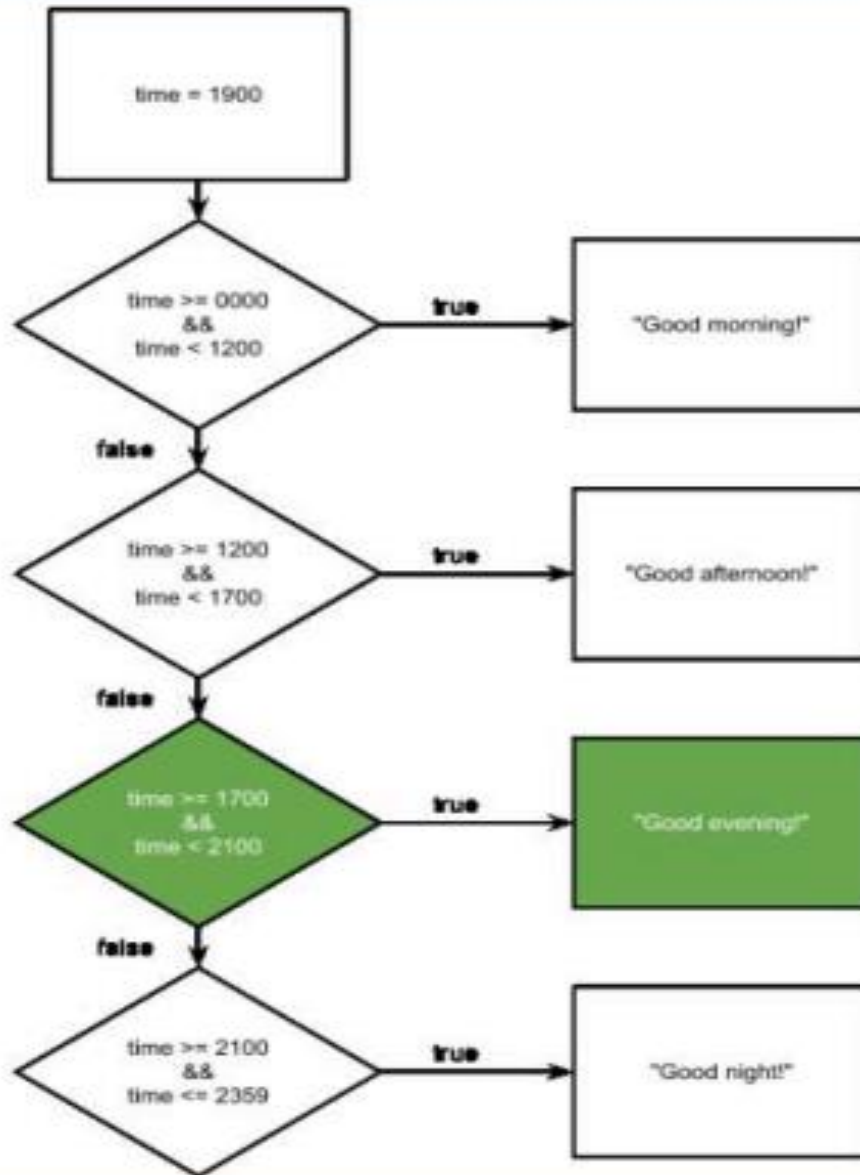 time = 1900
time >= 0000
&&
time < 1200
true
"Good morning!"
false
time >= 1200
&&
time < 1700
true
"Good afternoon!"
false
time >= 1700
&&
time < 2100
true
"Good evening!"
false
time >= 2100
&&
time <= 2359
true
"Good night!"